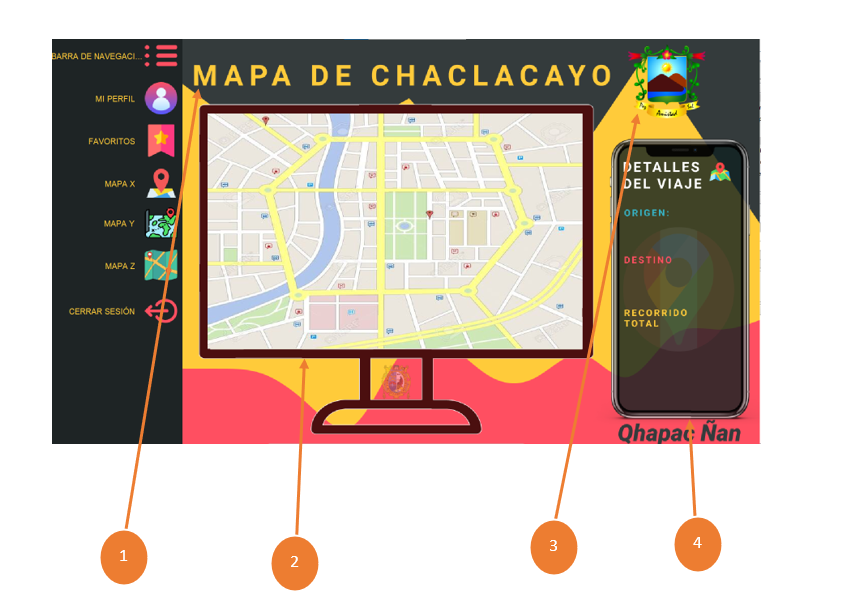 BARRA DE NAVEGACI...
MI PERFIL
FAVORITOS
MAPA X
MAPA Y
MAPA Z
CERRAR SESIÓN
MAPA DE CHACLACAYO
Amistad
DETALLES
DEL VIAJE
ORIGEN:
DESTINO
RECORRIDO
TOTAL
Qhapac Ñan
1
2
3
4